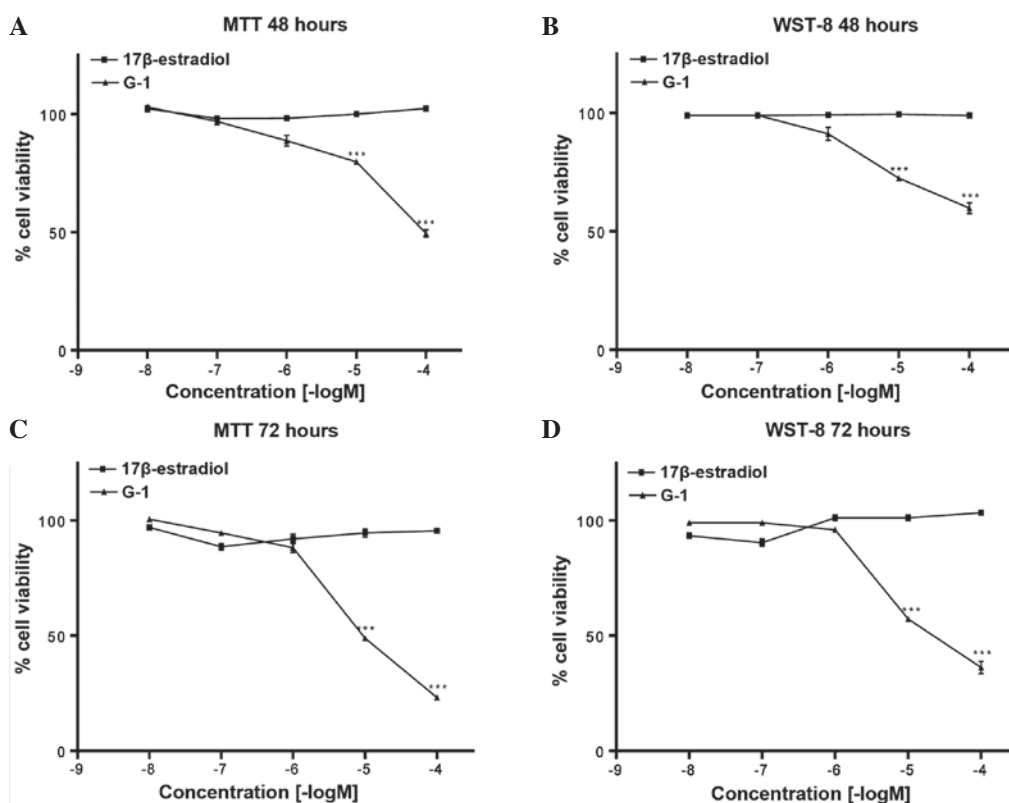 A
MTT 48 hours
17β-estradiol
G-1
% cell viability
100
50
0
***
***
-9 -8 -7 -6 -5 -4
Concentration [-logM]
B
WST-8 48 hours
17β-estradiol
G-1
% cell viability
100
50
0
***
***
-9 -8 -7 -6 -5 -4
Concentration [-logM]
C
MTT 72 hours
17β-estradiol
G-1
% cell viability
100
50
0
***
***
-9 -8 -7 -6 -5 -4
Concentration [-logM]
D
WST-8 72 hours
17β-estradiol
G-1
% cell viability
100
50
0
***
***
-9 -8 -7 -6 -5 -4
Concentration [-logM]